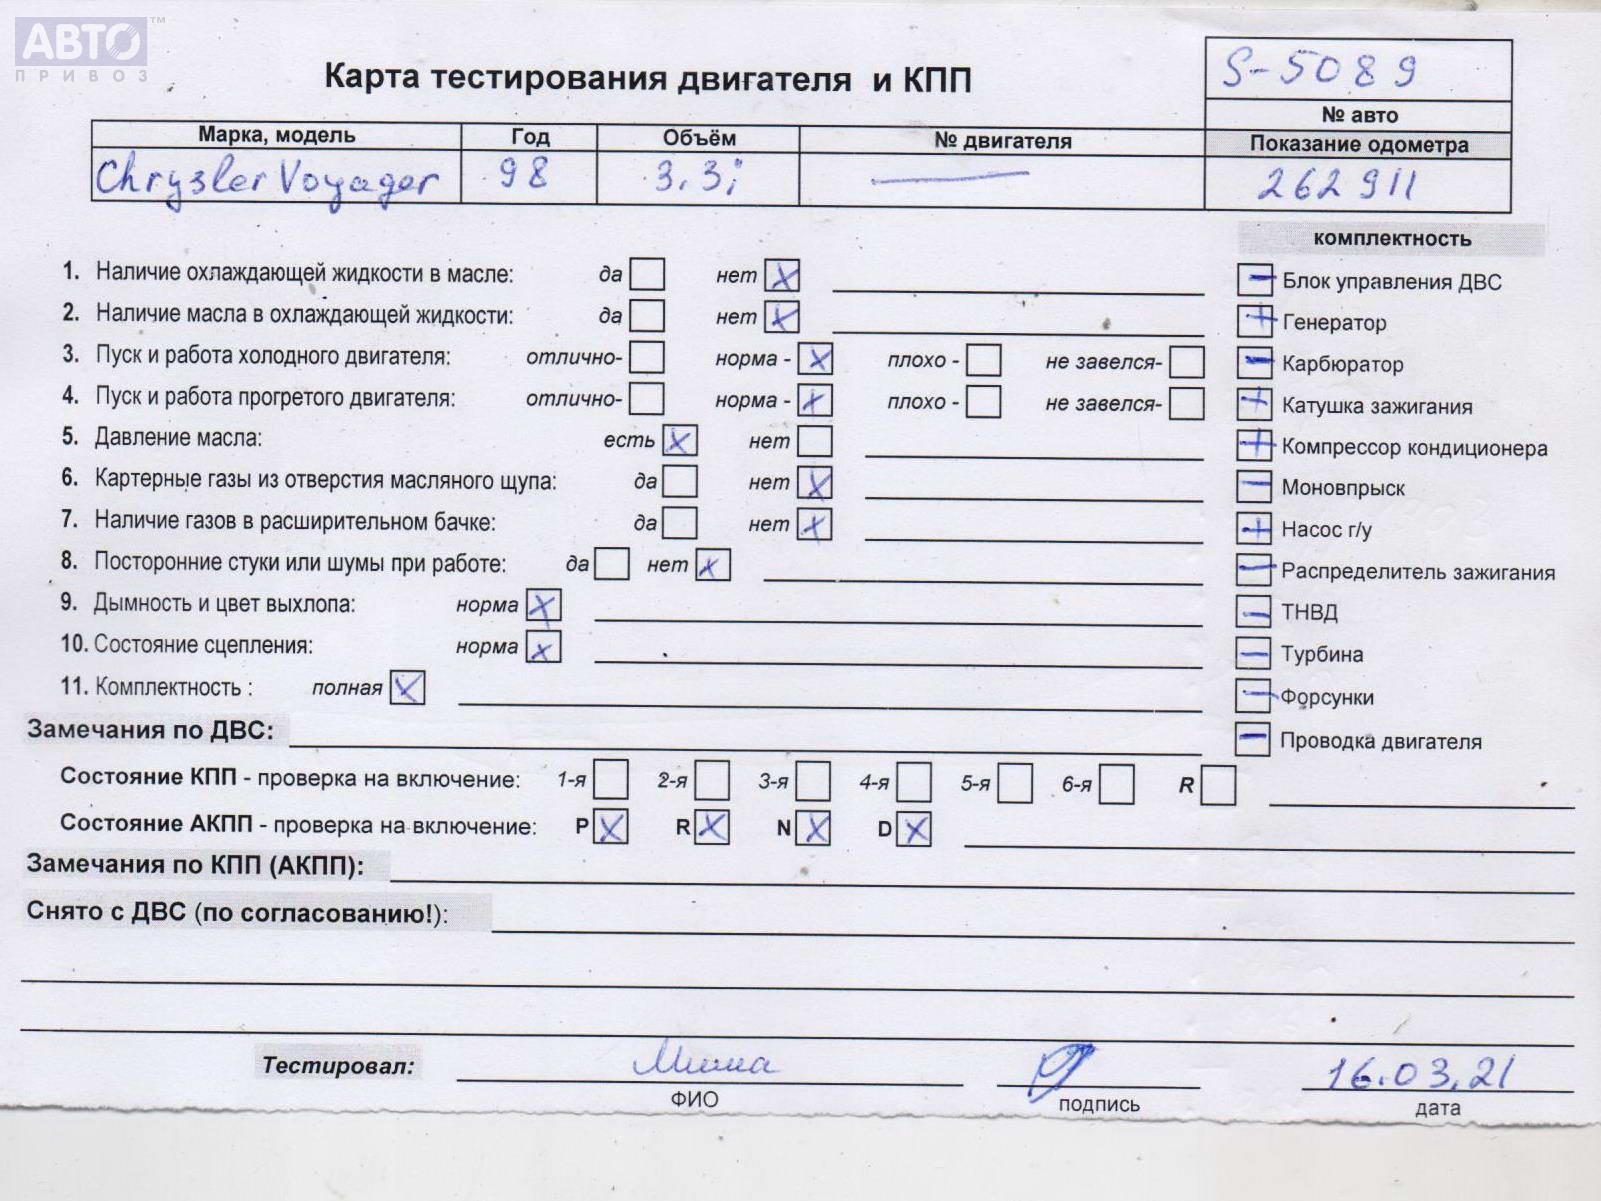 АВТО™
ПРИВОЗ
Карта тестирования двигателя и КПП
S-5089
№ авто
Марка, модель Год Объём № двигателя Показание одометра
Chrysler Voyager 98 3.3i — 262911
комплектность
1. Наличие охлаждающей жидкости в масле: да нет X
2. Наличие масла в охлаждающей жидкости: да нет X
3. Пуск и работа холодного двигателя: отлично- норма - X плохо - не завелся-
4. Пуск и работа прогретого двигателя: отлично- норма - X плохо - не завелся-
5. Давление масла: есть X нет
6. Картерные газы из отверстия масляного щупа: да нет X
7. Наличие газов в расширительном бачке: да нет X
8. Посторонние стуки или шумы при работе: да нет X
9. Дымность и цвет выхлопа: норма X
10. Состояние сцепления: норма X
11. Комплектность : полная X
- Блок управления ДВС
+ Генератор
- Карбюратор
+ Катушка зажигания
+ Компрессор кондиционера
- Моновпрыск
+ Насос г/у
- Распределитель зажигания
- ТНВД
- Турбина
- Форсунки
- Проводка двигателя
Замечания по ДВС:
Состояние КПП - проверка на включение: 1-я 2-я 3-я 4-я 5-я 6-я R
Состояние АКПП - проверка на включение: P X R X N X D X
Замечания по КПП (АКПП):
Снято с ДВС (по согласованию!):
Тестировал: Миша 16.03.21
ФИО подпись дата